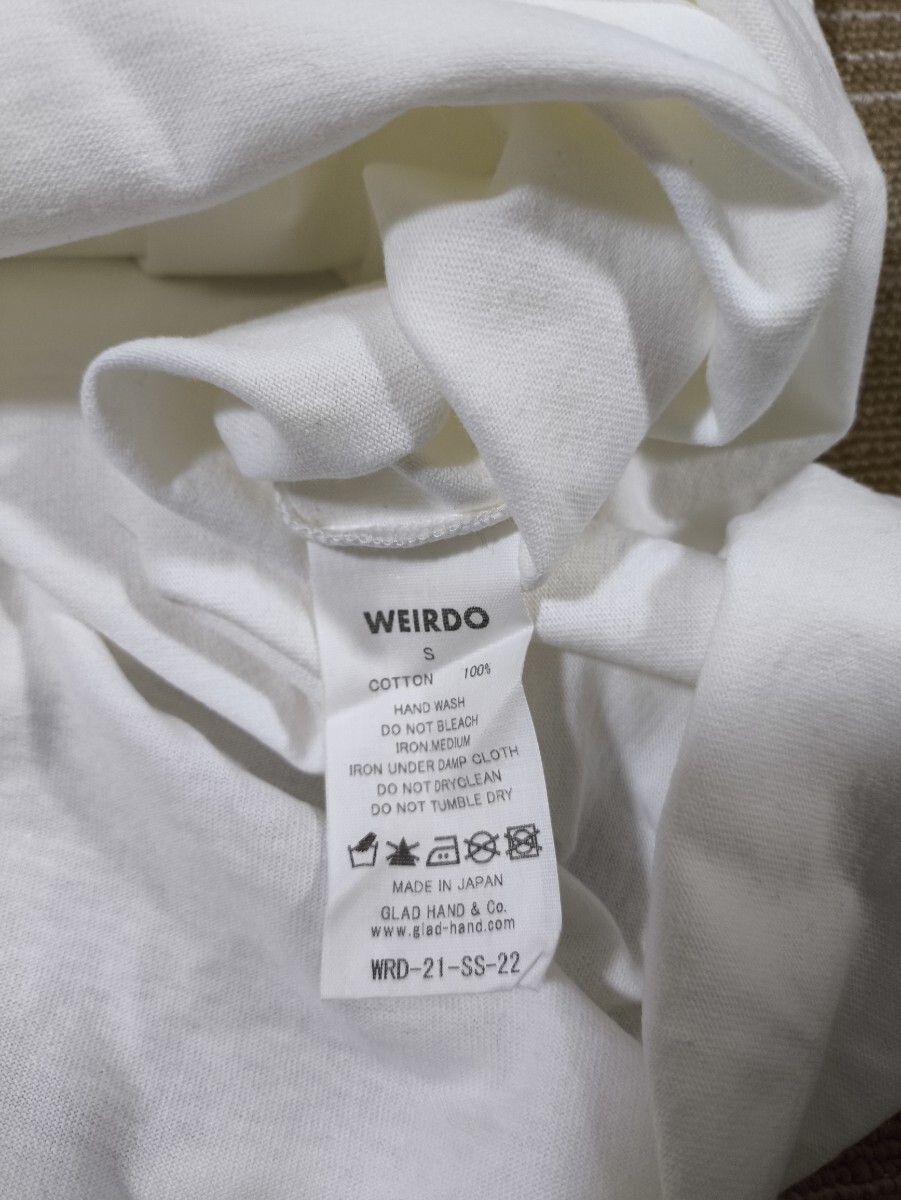 WEIRDO
S
COTTON 100%
HAND WASH
DO NOT BLEACH
IRON MEDIUM
IRON UNDER DAMP CLOTH
DO NOT DRYCLEAN
DO NOT TUMBLE DRY
MADE IN JAPAN
GLAD HAND & Co.
www.glad-hand.com
WRD-21-SS-22